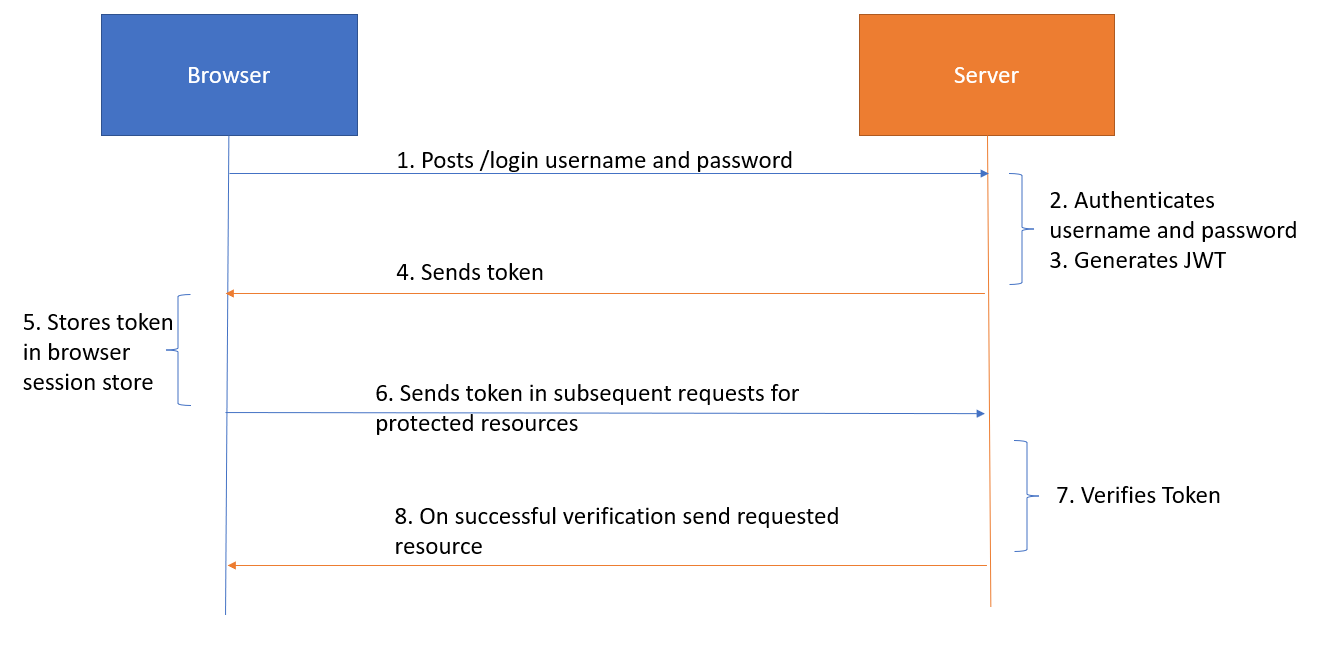 Browser
Server
1. Posts /login username and password
2. Authenticates
username and password
3. Generates JWT
4. Sends token
5. Stores token
in browser
session store
6. Sends token in subsequent requests for
protected resources
7. Verifies Token
8. On successful verification send requested
resource